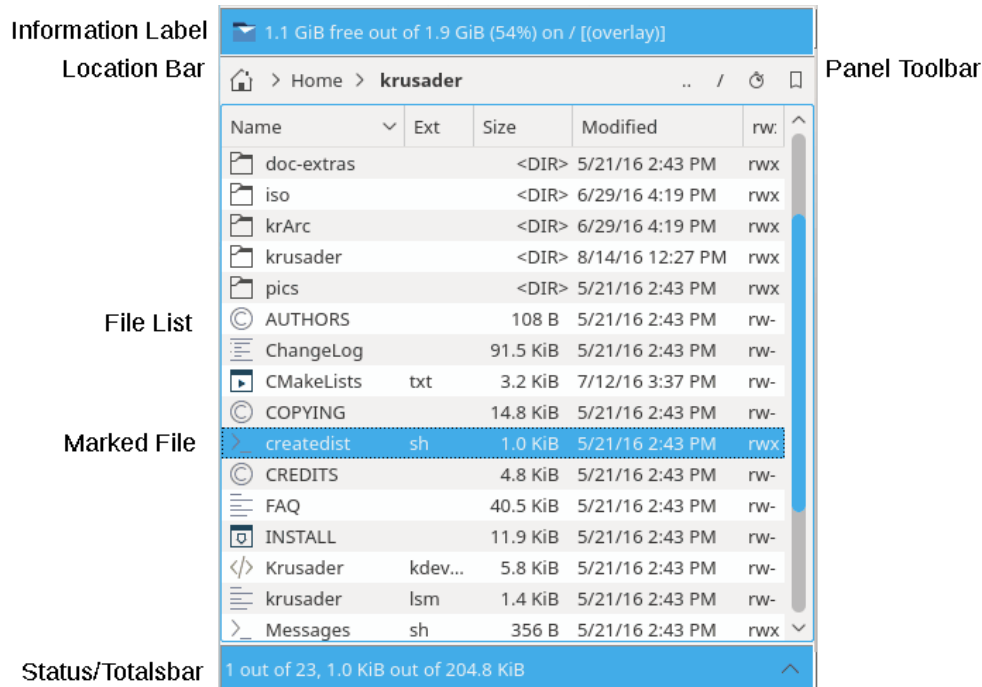 Information Label 1.1 GiB free out of 1.9 GiB (54%) on / [(overlay)]
Location Bar > Home > krusader .. / Panel Toolbar
Name Ext Size Modified rw:
doc-extras <DIR> 5/21/16 2:43 PM rwx
iso <DIR> 6/29/16 4:19 PM rwx
krArc <DIR> 6/29/16 4:19 PM rwx
krusader <DIR> 8/14/16 12:27 PM rwx
pics <DIR> 5/21/16 2:43 PM rwx
File List AUTHORS 108 B 5/21/16 2:43 PM rw-
ChangeLog 91.5 KiB 5/21/16 2:43 PM rw-
CMakeLists txt 3.2 KiB 7/12/16 3:37 PM rw-
COPYING 14.8 KiB 5/21/16 2:43 PM rw-
Marked File createdist sh 1.0 KiB 5/21/16 2:43 PM rwx
CREDITS 4.8 KiB 5/21/16 2:43 PM rw-
FAQ 40.5 KiB 5/21/16 2:43 PM rw-
INSTALL 11.9 KiB 5/21/16 2:43 PM rw-
Krusader kdev... 5.8 KiB 5/21/16 2:43 PM rw-
krusader lsm 1.4 KiB 5/21/16 2:43 PM rw-
Messages sh 356 B 5/21/16 2:43 PM rwx
Status/Totalsbar 1 out of 23, 1.0 KiB out of 204.8 KiB